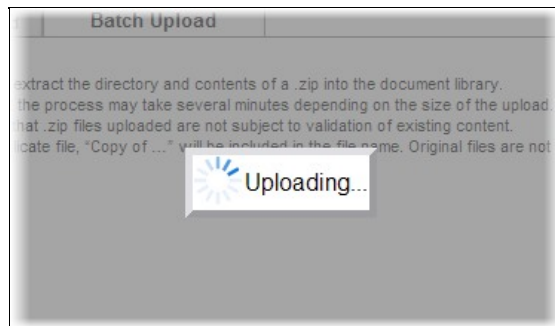 Batch Upload
extract the directory and contents of a .zip into the document library.
the process may take several minutes depending on the size of the upload.
that .zip files uploaded are not subject to validation of existing content.
licate file, "Copy of ..." will be included in the file name. Original files are not
Uploading...